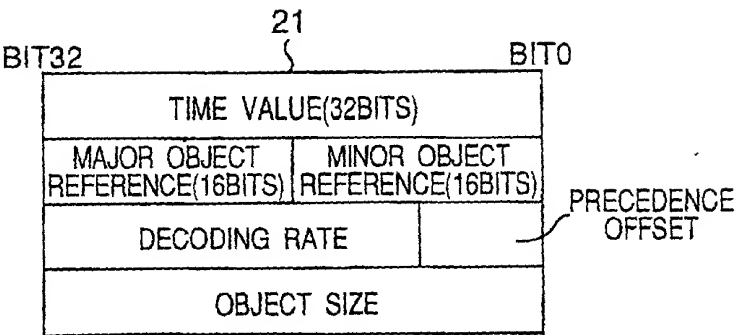 21
BIT32 BIT0
TIME VALUE(32BITS)
MAJOR OBJECT REFERENCE(16BITS)
MINOR OBJECT REFERENCE(16BITS)
DECODING RATE
PRECEDENCE OFFSET
OBJECT SIZE